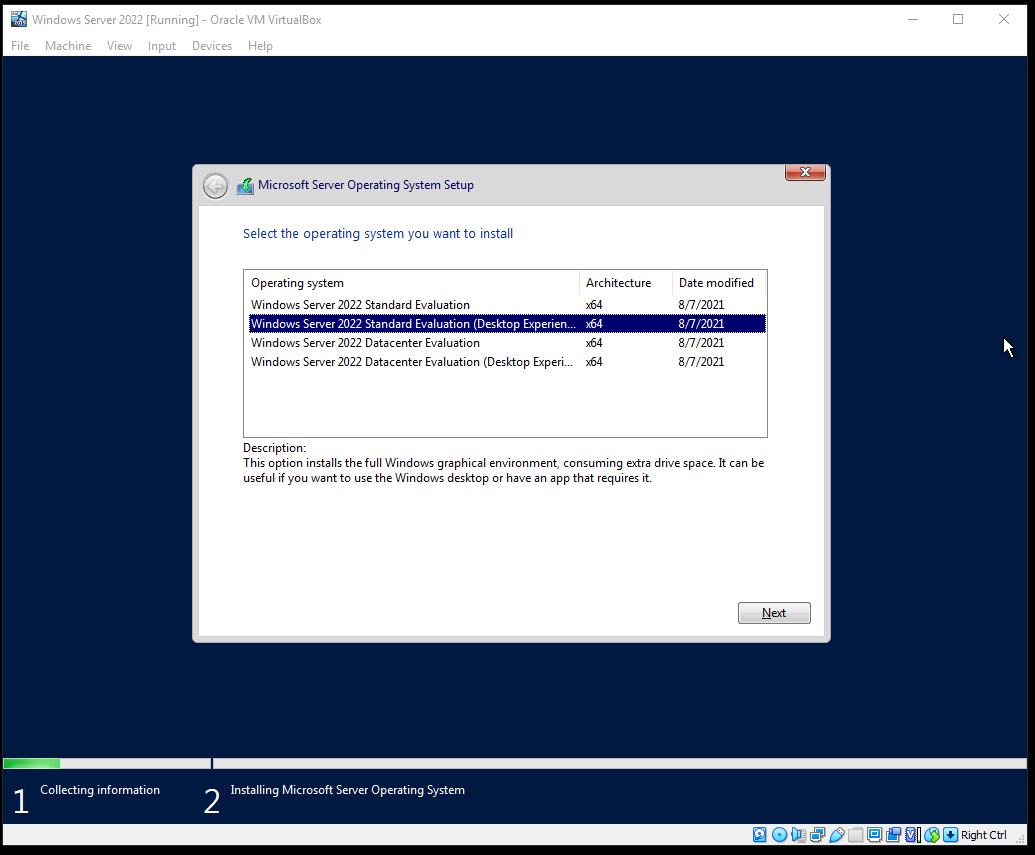 Windows Server 2022 [Running] - Oracle VM VirtualBox
File Machine View Input Devices Help
Microsoft Server Operating System Setup
Select the operating system you want to install
Operating system Architecture Date modified
Windows Server 2022 Standard Evaluation x64 8/7/2021
Windows Server 2022 Standard Evaluation (Desktop Experien... x64 8/7/2021
Windows Server 2022 Datacenter Evaluation x64 8/7/2021
Windows Server 2022 Datacenter Evaluation (Desktop Experi... x64 8/7/2021
Description:
This option installs the full Windows graphical environment, consuming extra drive space. It can be
useful if you want to use the Windows desktop or have an app that requires it.
Next
1 Collecting information 2 Installing Microsoft Server Operating System
Right Ctrl